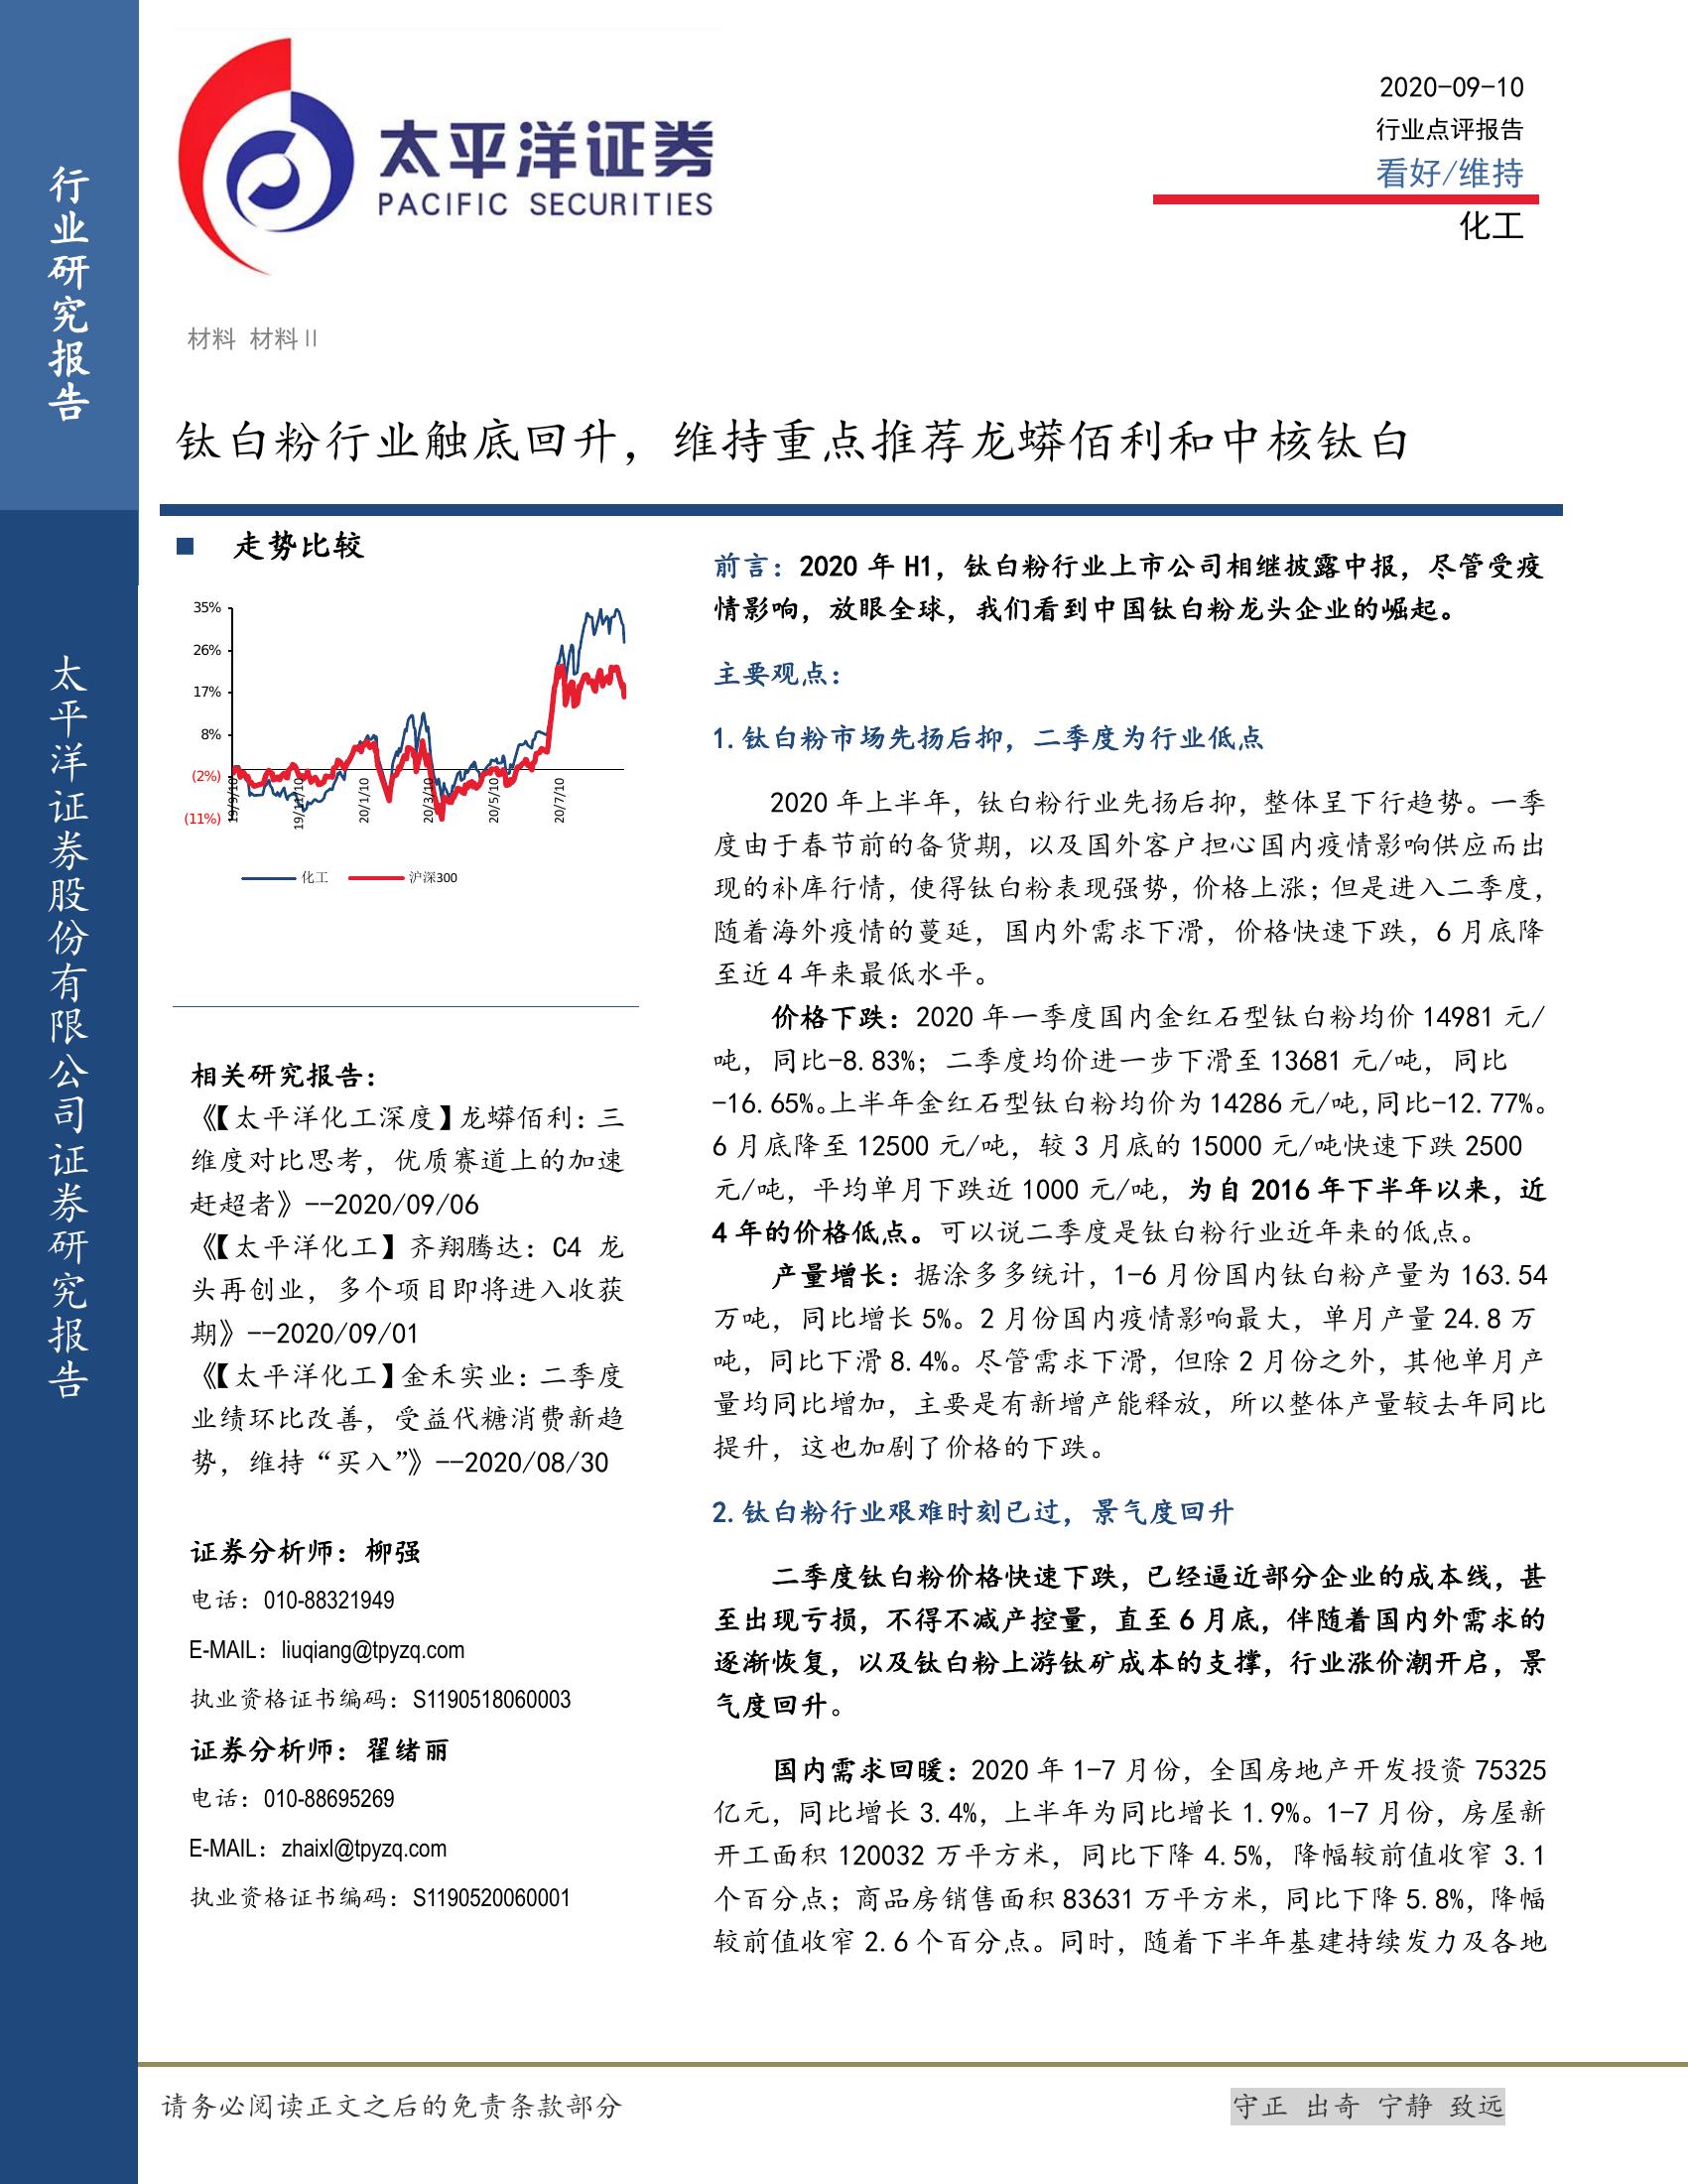 行业研究报告
太平洋证券股份有限公司证券研究报告
太平洋证券
PACIFIC SECURITIES
2020-09-10
行业点评报告
看好/维持
化工
材料 材料Ⅱ
钛白粉行业触底回升，维持重点推荐龙蟒佰利和中核钛白
■ 走势比较
35%
26%
17%
8%
(2%)
(11%)
19/9/10
19/11/10
20/1/10
20/3/10
20/5/10
20/7/10
化工 沪深300
相关研究报告：
《【太平洋化工深度】龙蟒佰利：三
维度对比思考，优质赛道上的加速
赶超者》--2020/09/06
《【太平洋化工】齐翔腾达：C4 龙
头再创业，多个项目即将进入收获
期》--2020/09/01
《【太平洋化工】金禾实业：二季度
业绩环比改善，受益代糖消费新趋
势，维持“买入”》--2020/08/30
证券分析师：柳强
电话：010-88321949
E-MAIL：liuqiang@tpyzq.com
执业资格证书编码：S1190518060003
证券分析师：翟绪丽
电话：010-88695269
E-MAIL：zhaixl@tpyzq.com
执业资格证书编码：S1190520060001
前言：2020 年 H1，钛白粉行业上市公司相继披露中报，尽管受疫
情影响，放眼全球，我们看到中国钛白粉龙头企业的崛起。
主要观点：
1.钛白粉市场先扬后抑，二季度为行业低点
2020 年上半年，钛白粉行业先扬后抑，整体呈下行趋势。一季
度由于春节前的备货期，以及国外客户担心国内疫情影响供应而出
现的补库行情，使得钛白粉表现强势，价格上涨；但是进入二季度，
随着海外疫情的蔓延，国内外需求下滑，价格快速下跌，6 月底降
至近 4 年来最低水平。
价格下跌：2020 年一季度国内金红石型钛白粉均价 14981 元/
吨，同比-8.83%；二季度均价进一步下滑至 13681 元/吨，同比
-16.65%。上半年金红石型钛白粉均价为 14286 元/吨，同比-12.77%。
6 月底降至 12500 元/吨，较 3 月底的 15000 元/吨快速下跌 2500
元/吨，平均单月下跌近 1000 元/吨，为自 2016 年下半年以来，近
4 年的价格低点。可以说二季度是钛白粉行业近年来的低点。
产量增长：据涂多多统计，1-6 月份国内钛白粉产量为 163.54
万吨，同比增长 5%。2 月份国内疫情影响最大，单月产量 24.8 万
吨，同比下滑 8.4%。尽管需求下滑，但除 2 月份之外，其他单月产
量均同比增加，主要是有新增产能释放，所以整体产量较去年同比
提升，这也加剧了价格的下跌。
2.钛白粉行业艰难时刻已过，景气度回升
二季度钛白粉价格快速下跌，已经逼近部分企业的成本线，甚
至出现亏损，不得不减产控量，直至 6 月底，伴随着国内外需求的
逐渐恢复，以及钛白粉上游钛矿成本的支撑，行业涨价潮开启，景
气度回升。
国内需求回暖：2020 年 1-7 月份，全国房地产开发投资 75325
亿元，同比增长 3.4%，上半年为同比增长 1.9%。1-7 月份，房屋新
开工面积 120032 万平方米，同比下降 4.5%，降幅较前值收窄 3.1
个百分点；商品房销售面积 83631 万平方米，同比下降 5.8%，降幅
较前值收窄 2.6 个百分点。同时，随着下半年基建持续发力及各地
请务必阅读正文之后的免责条款部分
守正 出奇 宁静 致远